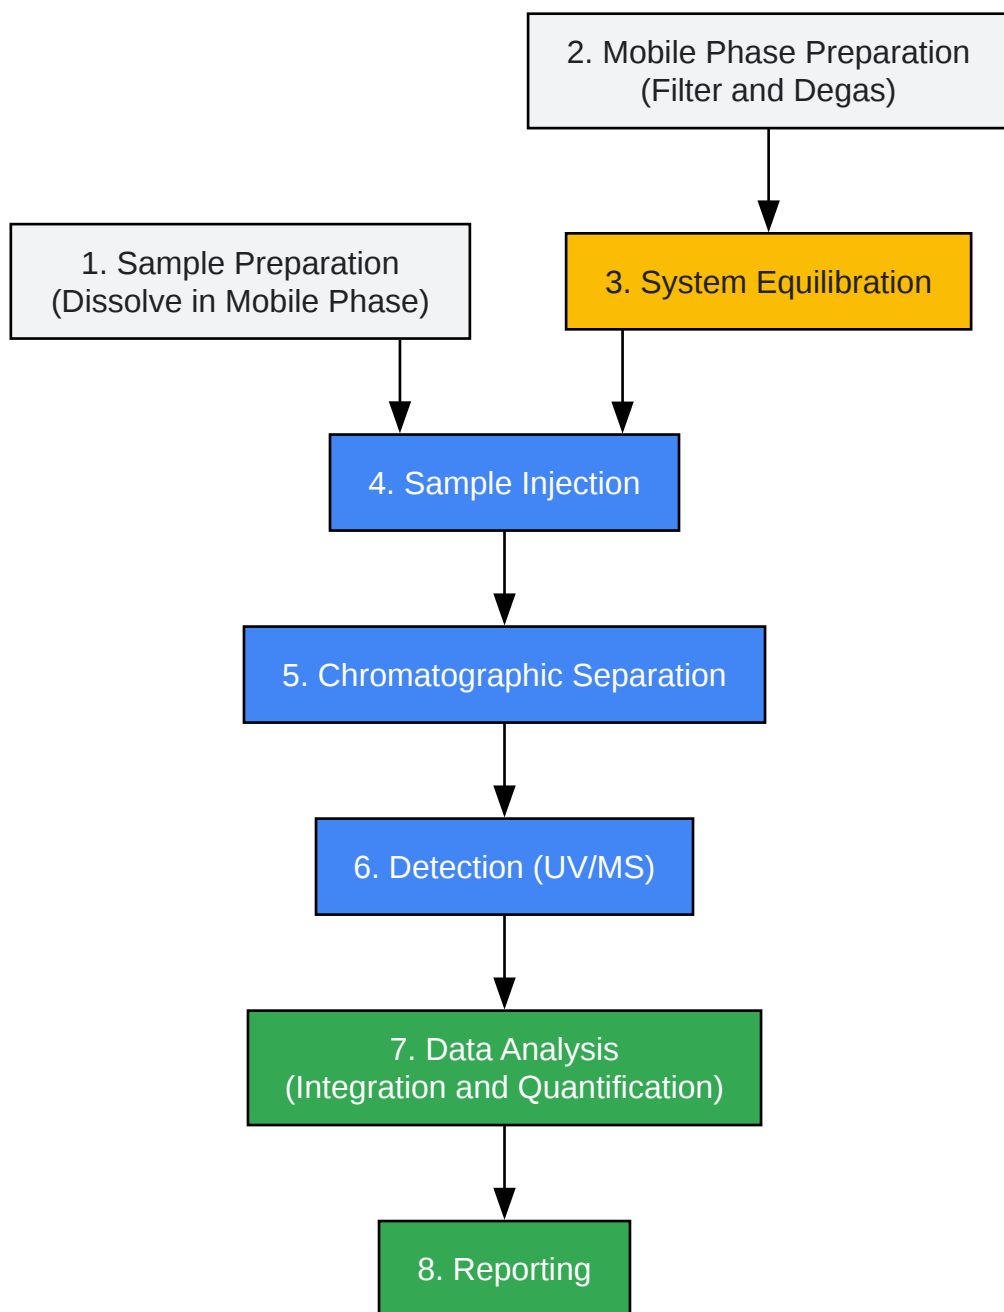 2. Mobile Phase Preparation
(Filter and Degas)
1. Sample Preparation
(Dissolve in Mobile Phase)
3. System Equilibration
4. Sample Injection
5. Chromatographic Separation
6. Detection (UV/MS)
7. Data Analysis
(Integration and Quantification)
8. Reporting